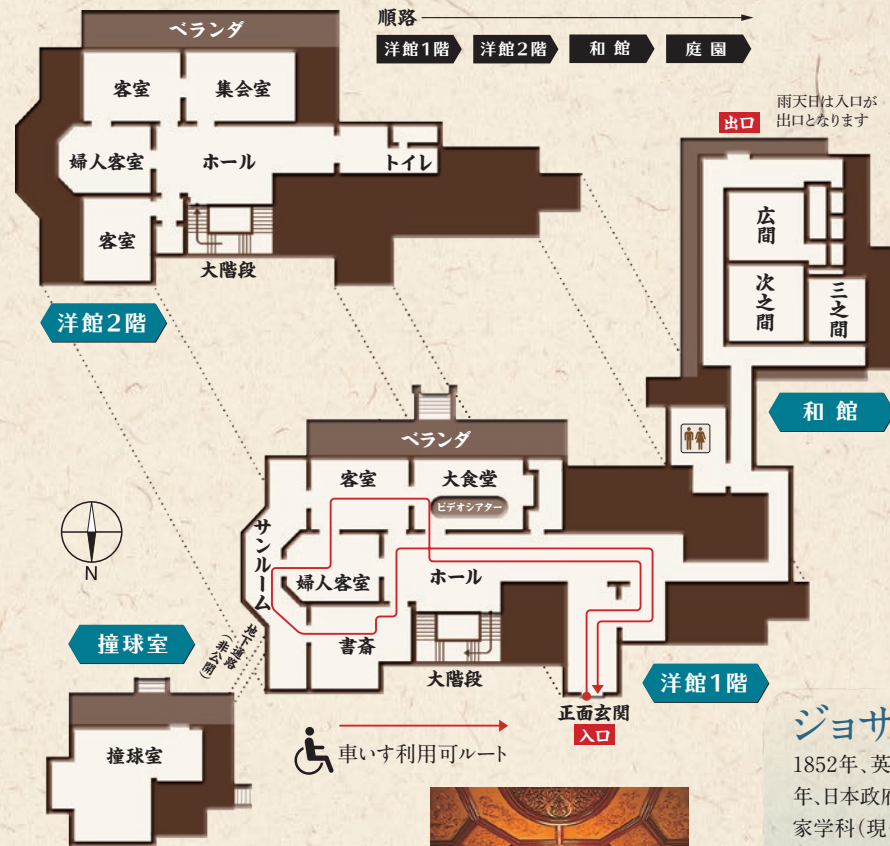 順路
洋館1階
洋館2階
和館
庭園
ベランダ
客室
集会室
婦人客室
ホール
トイレ
客室
大階段
洋館2階
雨天日は入口が
出口となります
出口
広間
次之間
三之間
和館
ベランダ
客室
大食堂
ビデオシアター
サンルーム
婦人客室
ホール
書斎
大階段
N
地下通路
(非公開)
撞球室
撞球室
洋館1階
正面玄関
入口
車いす利用可ルート
ジョサ
1852年、英
年、日本政府
家学科(現